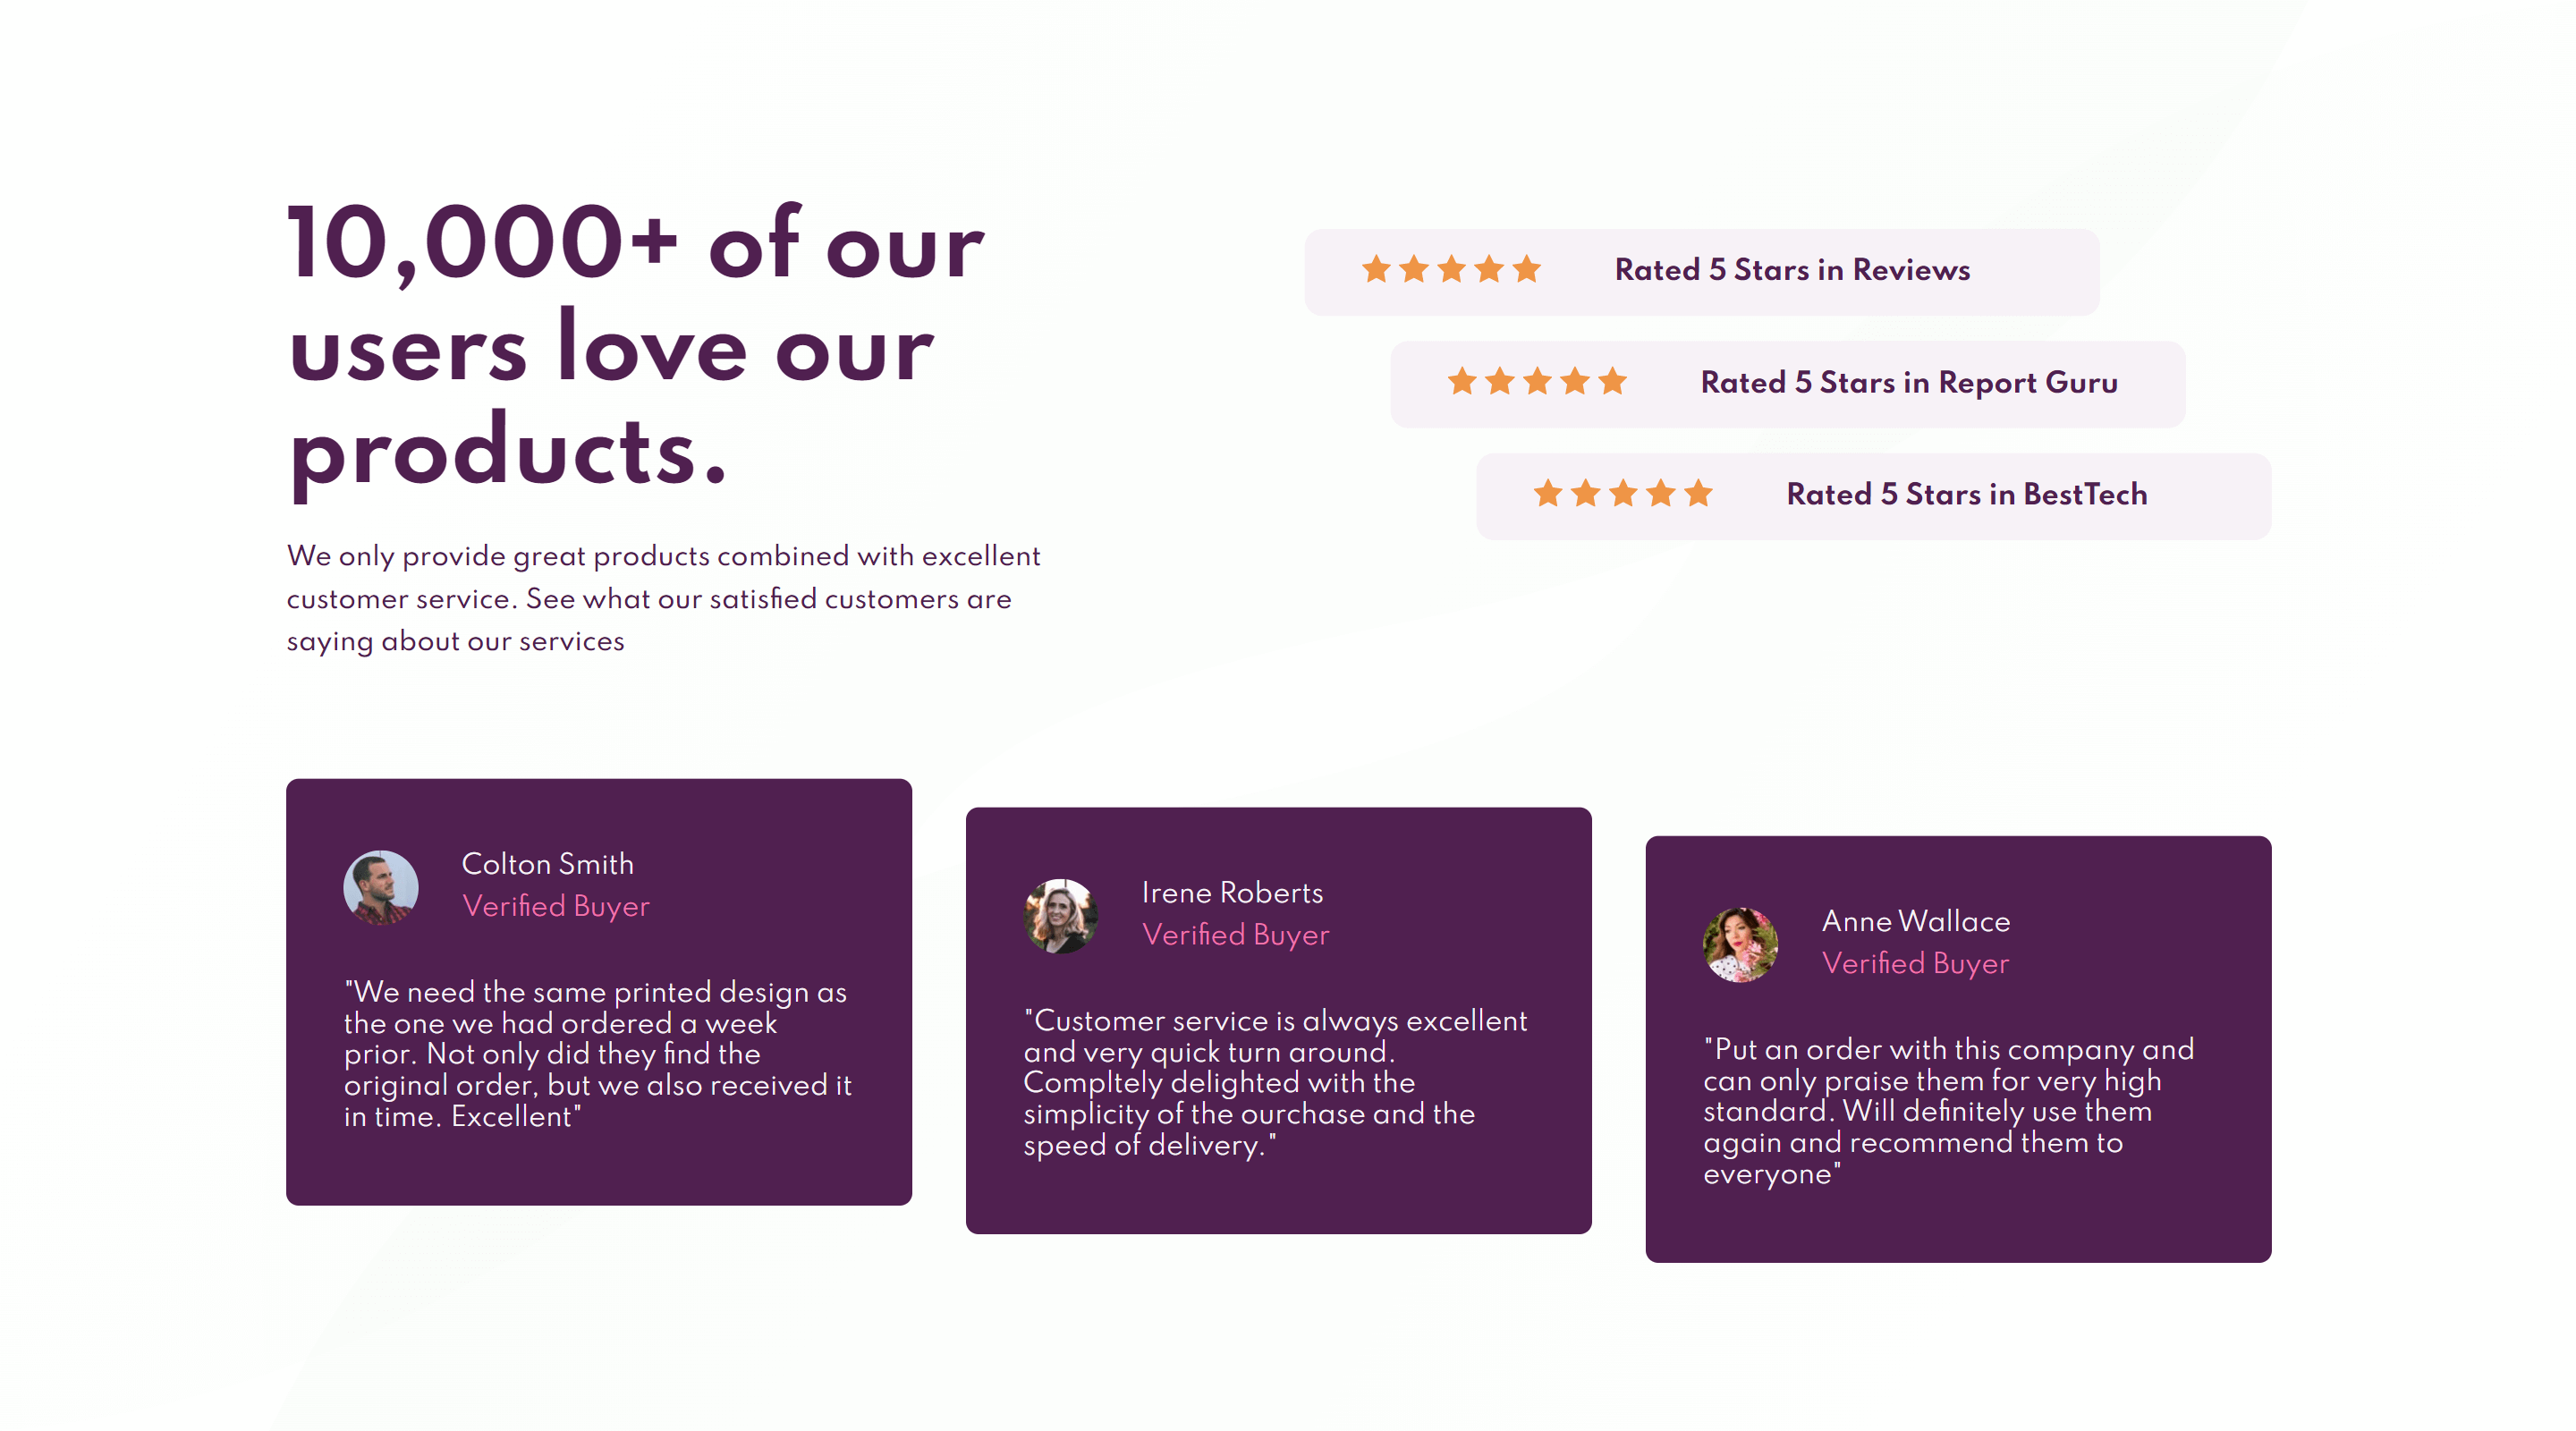 10,000+ of our
users love our
products.
We only provide great products combined with excellent
customer service. See what our satisfied customers are
saying about our services
Rated 5 Stars in Reviews
Rated 5 Stars in Report Guru
Rated 5 Stars in BestTech
Colton Smith
Verified Buyer
"We need the same printed design as
the one we had ordered a week
prior. Not only did they find the
original order, but we also received it
in time. Excellent"
Irene Roberts
Verified Buyer
"Customer service is always excellent
and very quick turn around.
Compltely delighted with the
simplicity of the ourchase and the
speed of delivery."
Anne Wallace
Verified Buyer
"Put an order with this company and
can only praise them for very high
standard. Will definitely use them
again and recommend them to
everyone"